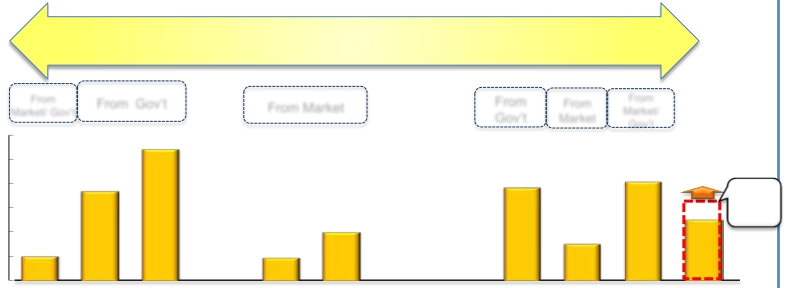 From
Market/ Gov't
From Gov't
From Market
From
Gov't
From
Market
From
Market/
Gov't